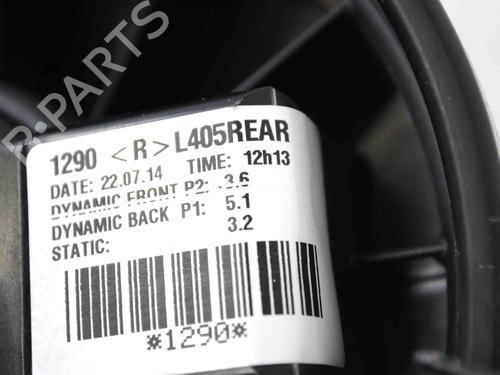 B-PARTS
1290 <R> L405REAR
DATE: 22.07.14 TIME: 12h13
DYNAMIC FRONT P2: 3.6
DYNAMIC BACK P1: 5.1
STATIC: 3.2
*1290*